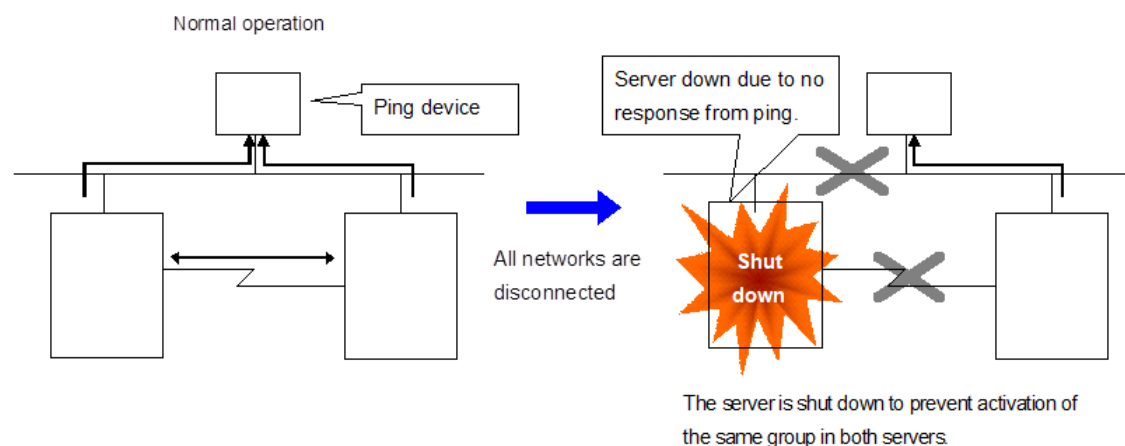 Normal operation
Ping device
Server down due to no
response from ping.
All networks are
disconnected
Shut
down
The server is shut down to prevent activation of
the same group in both servers.